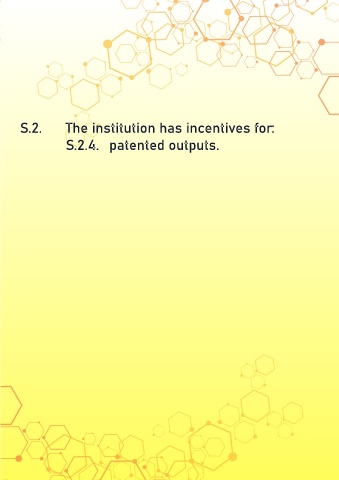 S.2. The institution has incentives for:
S.2.4. patented outputs.